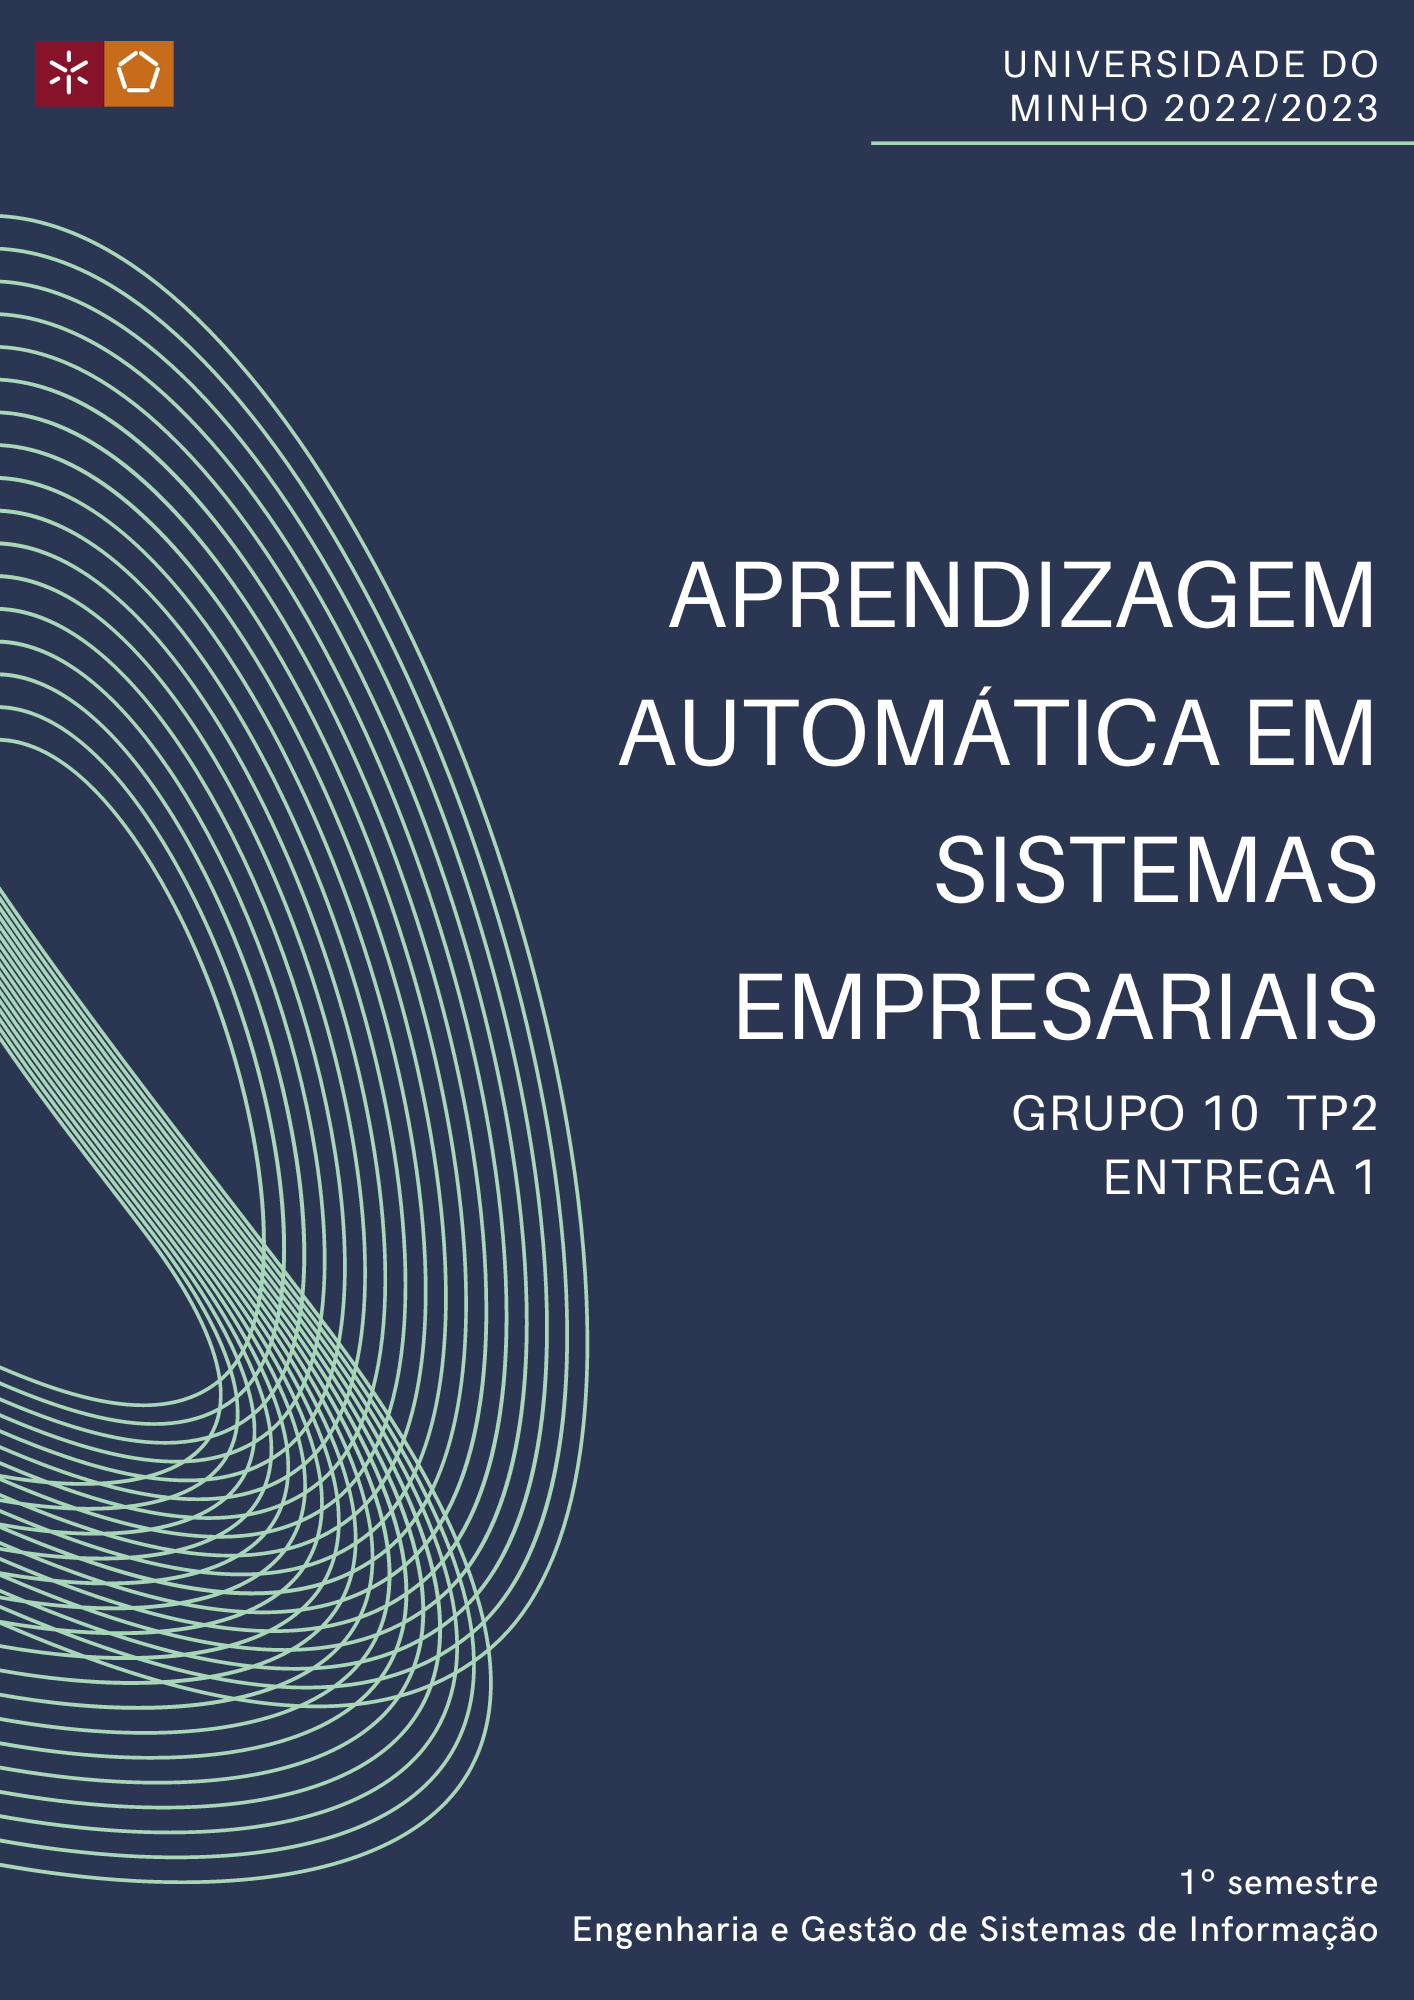 UNIVERSIDADE DO
MINHO 2022/2023
APRENDIZAGEM
AUTOMÁTICA EM
SISTEMAS
EMPRESARIAIS
GRUPO 10  TP2
ENTREGA 1
1º semestre
Engenharia e Gestão de Sistemas de Informação